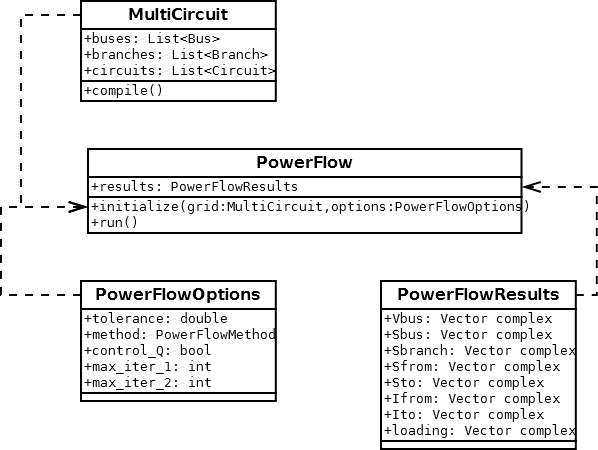 MultiCircuit
+buses: List<Bus>
+branches: List<Branch>
+circuits: List<Circuit>
+compile()
PowerFlow
+results: PowerFlowResults
+initialize(grid:MultiCircuit,options:PowerFlowOptions)
+run()
PowerFlowOptions
+tolerance: double
+method: PowerFlowMethod
+control_Q: bool
+max_iter_1: int
+max_iter_2: int
PowerFlowResults
+Vbus: Vector complex
+Sbus: Vector complex
+Sbranch: Vector complex
+Sfrom: Vector complex
+Sto: Vector complex
+Ifrom: Vector complex
+Ito: Vector complex
+loading: Vector complex